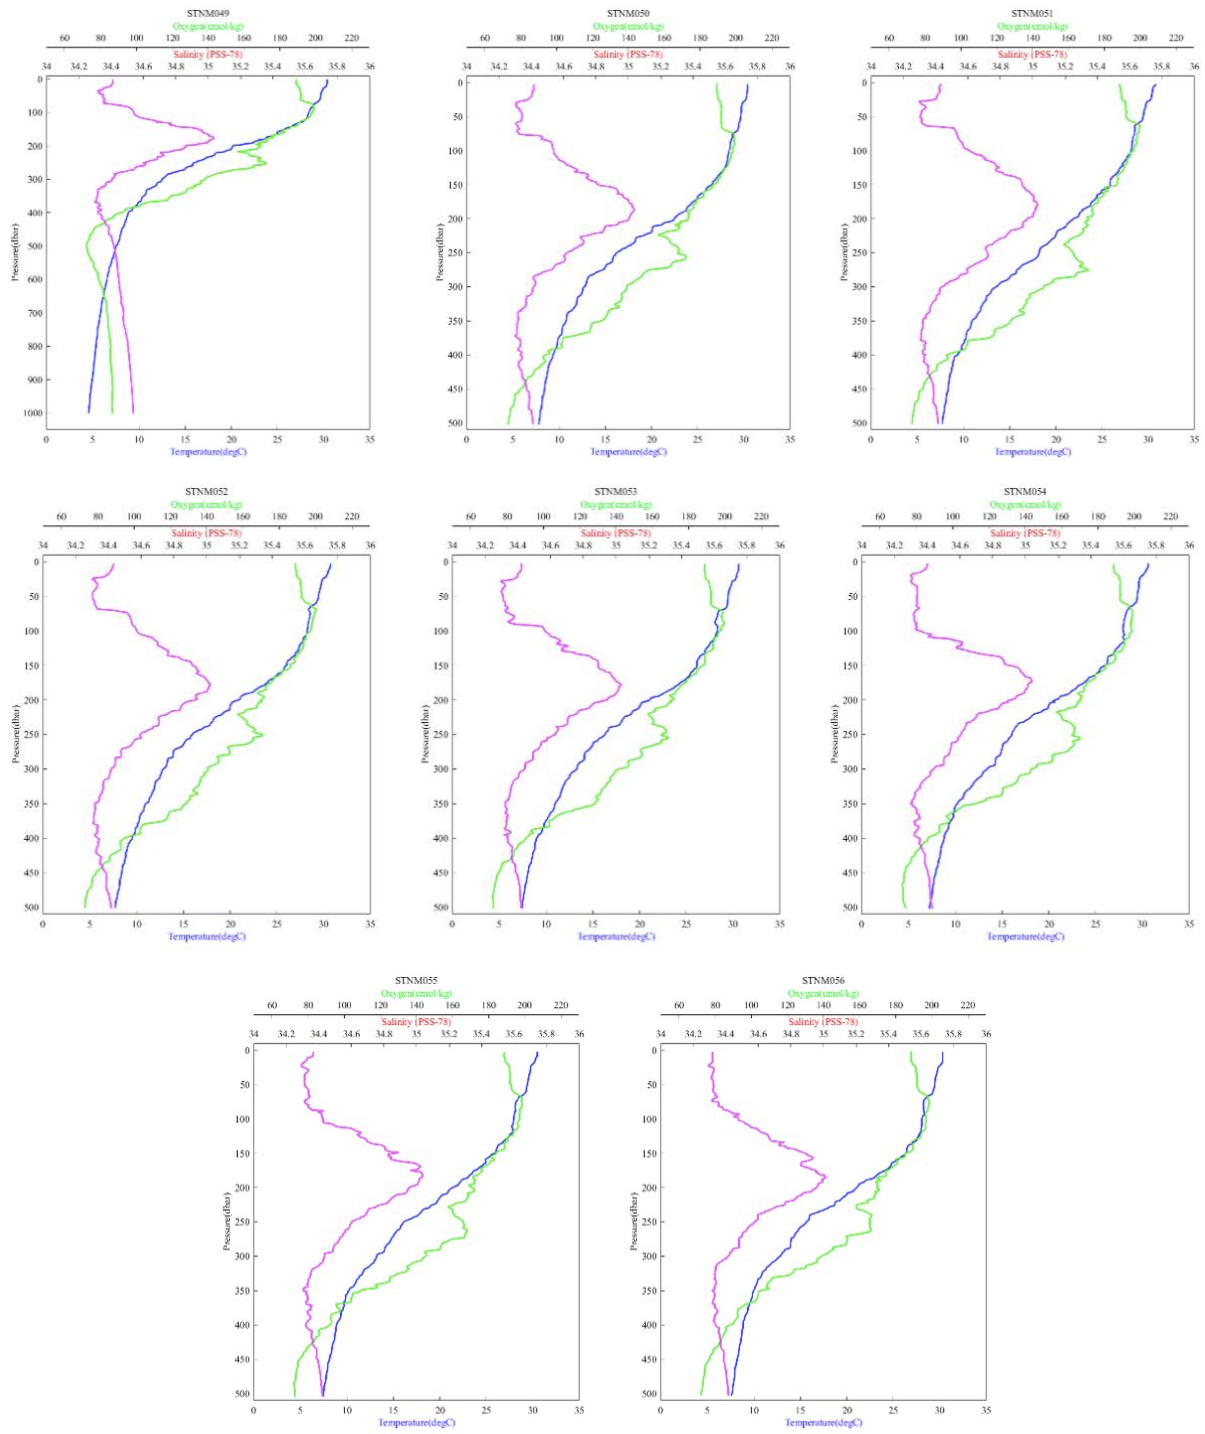 STNM049
Oxygen(umol/kg)
60 80 100 120 140 160 180 200 220
Salinity (PSS-78)
34 34.2 34.4 34.6 34.8 35 35.2 35.4 35.6 35.8 36
0
100
200
300
400
500
600
700
800
900
1000
Pressure(dbar)
0 5 10 15 20 25 30 35
Temperature(degC)
STNM050
Oxygen(umol/kg)
60 80 100 120 140 160 180 200 220
Salinity (PSS-78)
34 34.2 34.4 34.6 34.8 35 35.2 35.4 35.6 35.8 36
0
50
100
150
200
250
300
350
400
450
500
Pressure(dbar)
0 5 10 15 20 25 30 35
Temperature(degC)
STNM051
Oxygen(umol/kg)
60 80 100 120 140 160 180 200 220
Salinity (PSS-78)
34 34.2 34.4 34.6 34.8 35 35.2 35.4 35.6 35.8 36
0
50
100
150
200
250
300
350
400
450
500
Pressure(dbar)
0 5 10 15 20 25 30 35
Temperature(degC)
STNM052
Oxygen(umol/kg)
60 80 100 120 140 160 180 200 220
Salinity (PSS-78)
34 34.2 34.4 34.6 34.8 35 35.2 35.4 35.6 35.8 36
0
50
100
150
200
250
300
350
400
450
500
Pressure(dbar)
0 5 10 15 20 25 30 35
Temperature(degC)
STNM053
Oxygen(umol/kg)
60 80 100 120 140 160 180 200 220
Salinity (PSS-78)
34 34.2 34.4 34.6 34.8 35 35.2 35.4 35.6 35.8 36
0
50
100
150
200
250
300
350
400
450
500
Pressure(dbar)
0 5 10 15 20 25 30 35
Temperature(degC)
STNM054
Oxygen(umol/kg)
60 80 100 120 140 160 180 200 220
Salinity (PSS-78)
34 34.2 34.4 34.6 34.8 35 35.2 35.4 35.6 35.8 36
0
50
100
150
200
250
300
350
400
450
500
Pressure(dbar)
0 5 10 15 20 25 30 35
Temperature(degC)
STNM055
Oxygen(umol/kg)
60 80 100 120 140 160 180 200 220
Salinity (PSS-78)
34 34.2 34.4 34.6 34.8 35 35.2 35.4 35.6 35.8 36
0
50
100
150
200
250
300
350
400
450
500
Pressure(dbar)
0 5 10 15 20 25 30 35
Temperature(degC)
STNM056
Oxygen(umol/kg)
60 80 100 120 140 160 180 200 220
Salinity (PSS-78)
34 34.2 34.4 34.6 34.8 35 35.2 35.4 35.6 35.8 36
0
50
100
150
200
250
300
350
400
450
500
Pressure(dbar)
0 5 10 15 20 25 30 35
Temperature(degC)